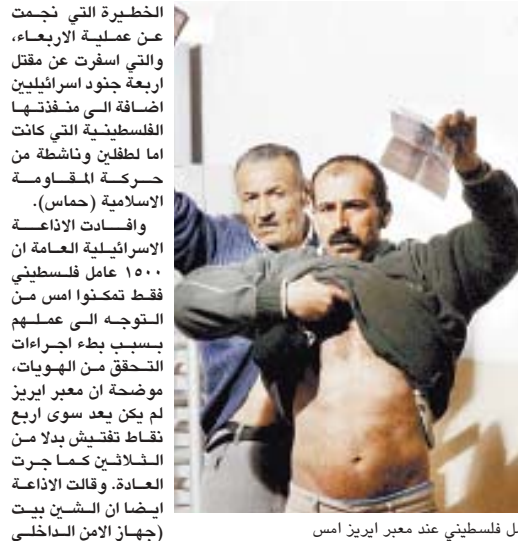 الخطيرة التي نجمت
عن عملية الاربعاء،
والتي اسفرت عن مقتل
اربعة جنود اسرائيليين
اضافة الى منفذتها
الفلسطينية التي كانت
اما لطفلين وناشطة من
حركة المقاومة
الاسلامية (حماس).
وافادت الاذاعة
الاسرائيلية العامة ان
١٥٠٠ عامل فلسطيني
فقط تمكنوا امس من
التوجه الى عملهم
بسبب بطء اجراءات
التحقق من الهويات،
موضحة ان معبر ايريز
لم يكن يعد سوى اربع
نقاط تفتيش بدلا من
الثلاثين كما جرت
العادة. وقالت الاذاعة
ايضا ان الشين بيت
(جهاز الامن الداخلي
فلسطيني عند معبر ايريز امس